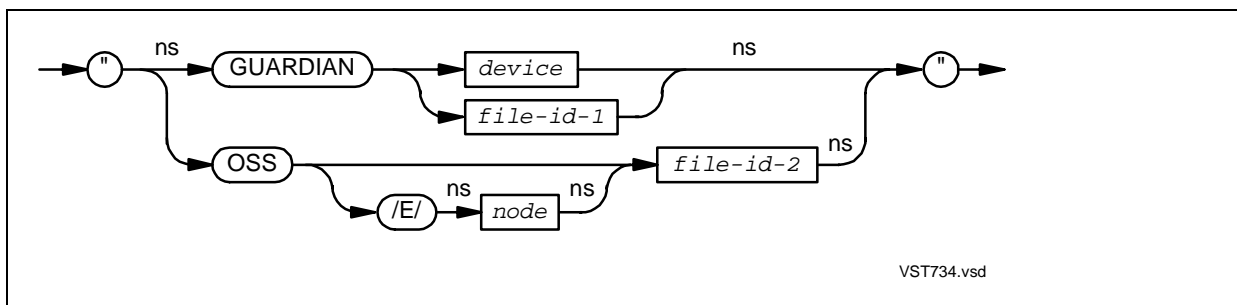 " ns GUARDIAN device ns "
file-id-1
OSS file-id-2 ns
/E/ ns node ns
VST734.vsd